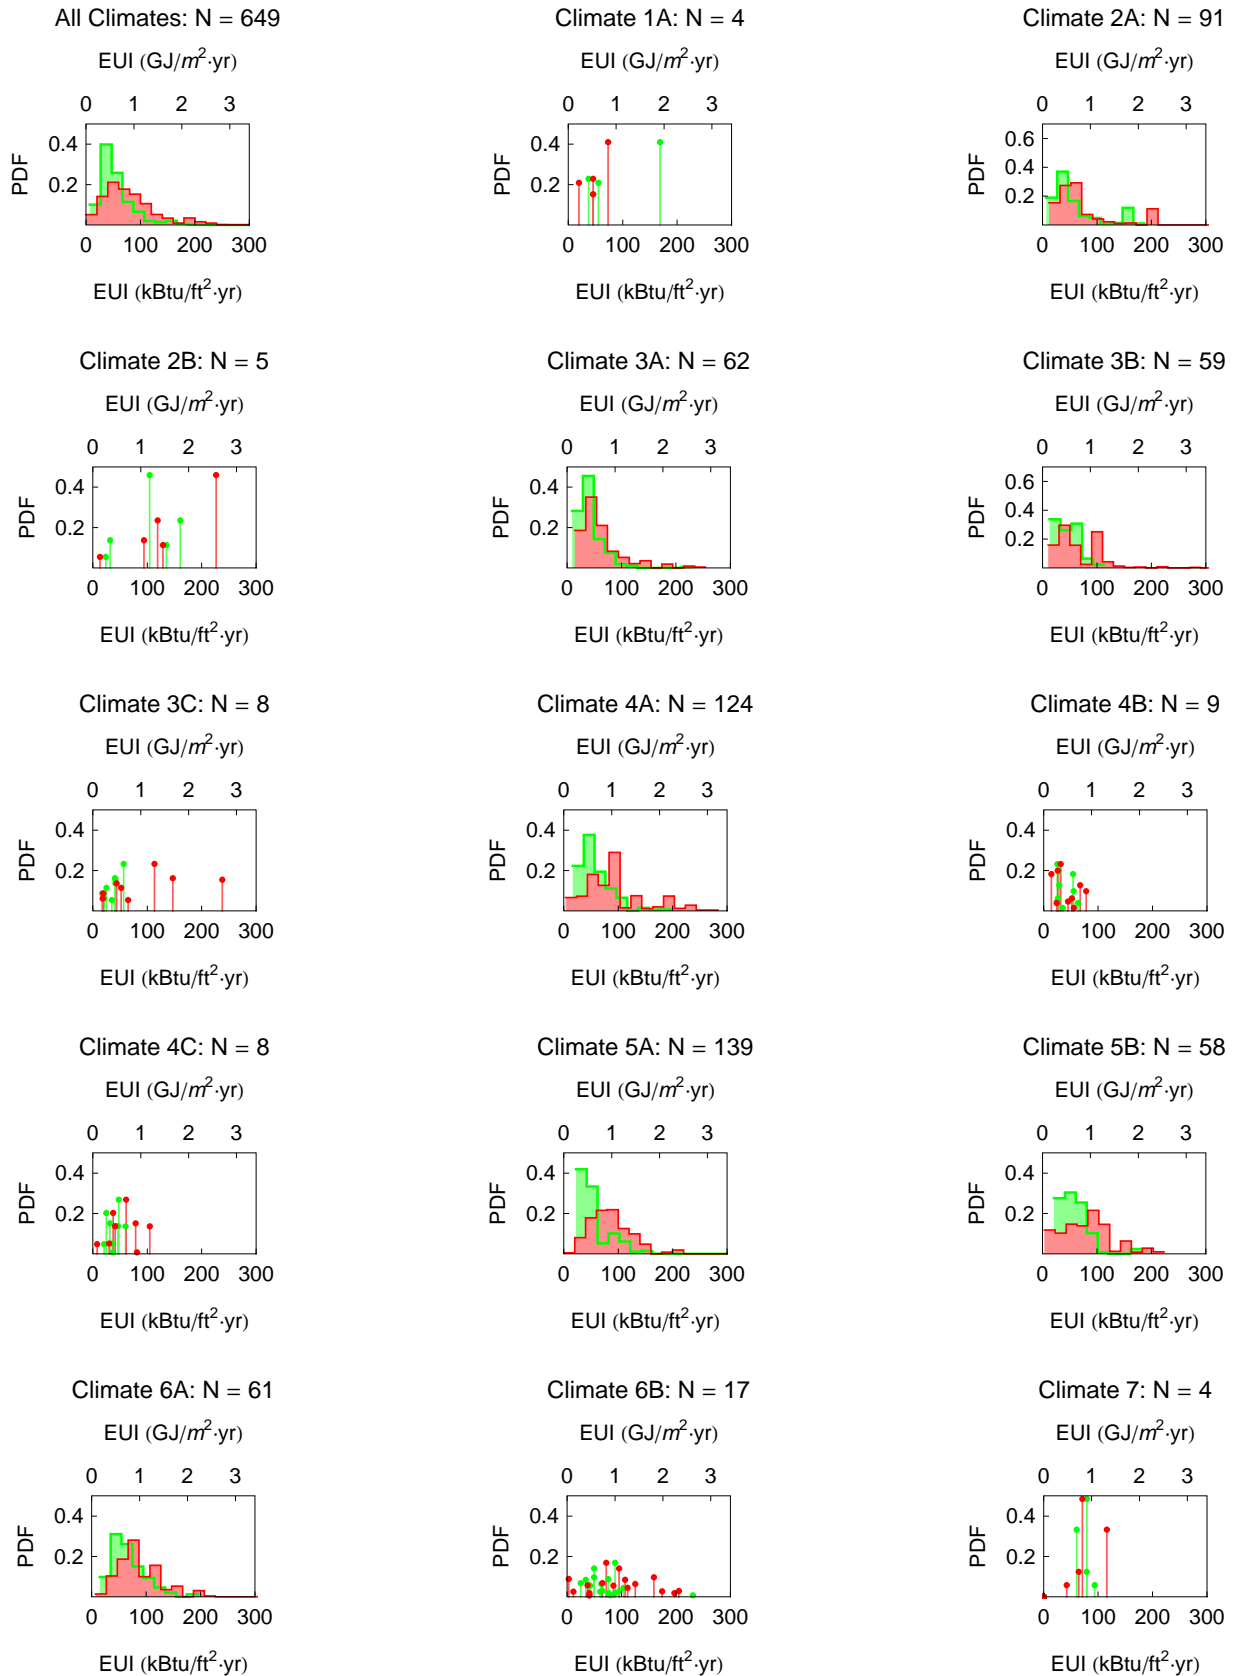 All Climates: N = 649
EUI (GJ/m²·yr)
0 1 2 3
PDF
0.4
0.2
0 100 200 300
EUI (kBtu/ft²·yr)
Climate 1A: N = 4
EUI (GJ/m²·yr)
0 1 2 3
PDF
0.4
0.2
0 100 200 300
EUI (kBtu/ft²·yr)
Climate 2A: N = 91
EUI (GJ/m²·yr)
0 1 2 3
PDF
0.6
0.4
0.2
0 100 200 300
EUI (kBtu/ft²·yr)
Climate 2B: N = 5
EUI (GJ/m²·yr)
0 1 2 3
PDF
0.4
0.2
0 100 200 300
EUI (kBtu/ft²·yr)
Climate 3A: N = 62
EUI (GJ/m²·yr)
0 1 2 3
PDF
0.4
0.2
0 100 200 300
EUI (kBtu/ft²·yr)
Climate 3B: N = 59
EUI (GJ/m²·yr)
0 1 2 3
PDF
0.6
0.4
0.2
0 100 200 300
EUI (kBtu/ft²·yr)
Climate 3C: N = 8
EUI (GJ/m²·yr)
0 1 2 3
PDF
0.4
0.2
0 100 200 300
EUI (kBtu/ft²·yr)
Climate 4A: N = 124
EUI (GJ/m²·yr)
0 1 2 3
PDF
0.4
0.2
0 100 200 300
EUI (kBtu/ft²·yr)
Climate 4B: N = 9
EUI (GJ/m²·yr)
0 1 2 3
PDF
0.4
0.2
0 100 200 300
EUI (kBtu/ft²·yr)
Climate 4C: N = 8
EUI (GJ/m²·yr)
0 1 2 3
PDF
0.4
0.2
0 100 200 300
EUI (kBtu/ft²·yr)
Climate 5A: N = 139
EUI (GJ/m²·yr)
0 1 2 3
PDF
0.4
0.2
0 100 200 300
EUI (kBtu/ft²·yr)
Climate 5B: N = 58
EUI (GJ/m²·yr)
0 1 2 3
PDF
0.4
0.2
0 100 200 300
EUI (kBtu/ft²·yr)
Climate 6A: N = 61
EUI (GJ/m²·yr)
0 1 2 3
PDF
0.4
0.2
0 100 200 300
EUI (kBtu/ft²·yr)
Climate 6B: N = 17
EUI (GJ/m²·yr)
0 1 2 3
PDF
0.4
0.2
0 100 200 300
EUI (kBtu/ft²·yr)
Climate 7: N = 4
EUI (GJ/m²·yr)
0 1 2 3
PDF
0.4
0.2
0 100 200 300
EUI (kBtu/ft²·yr)